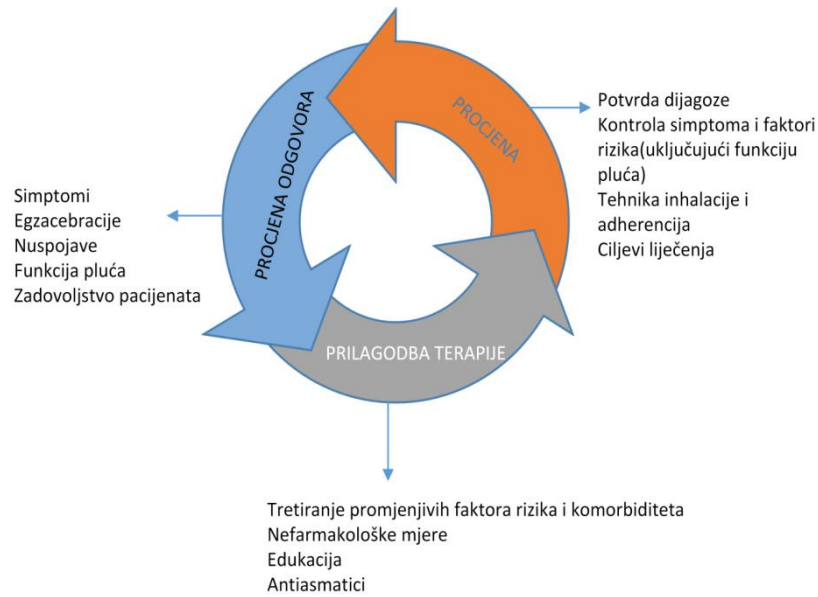 PROCJENA
Potvrda dijagoze
Kontrola simptoma i faktori
rizika(uključujući funkciju
pluća)
Tehnika inhalacije i
adherencija
Ciljevi liječenja
PROCJENA ODGOVORA
Simptomi
Egzacebracije
Nuspojave
Funkcija pluća
Zadovoljstvo pacijenata
PRILAGODBA TERAPIJE
Tretiranje promjenjivih faktora rizika i komorbiditeta
Nefarmakološke mjere
Edukacija
Antiasmatici